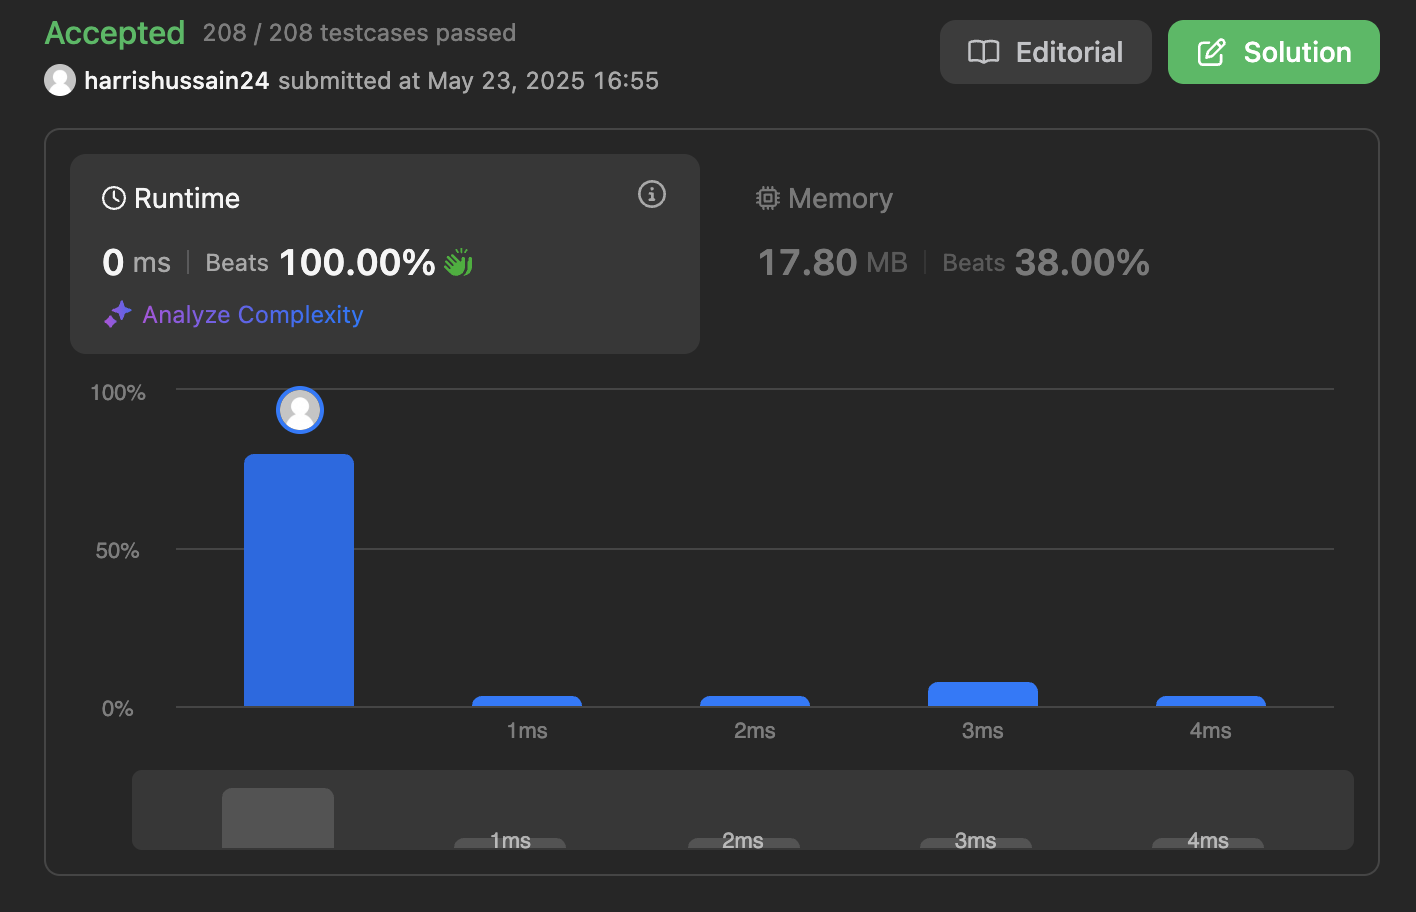 Accepted 208 / 208 testcases passed
harrishussain24 submitted at May 23, 2025 16:55
Editorial
Solution
Runtime
0 ms | Beats 100.00%
Analyze Complexity
Memory
17.80 MB | Beats 38.00%
100%
50%
0%
1ms 2ms 3ms 4ms
1ms 2ms 3ms 4ms